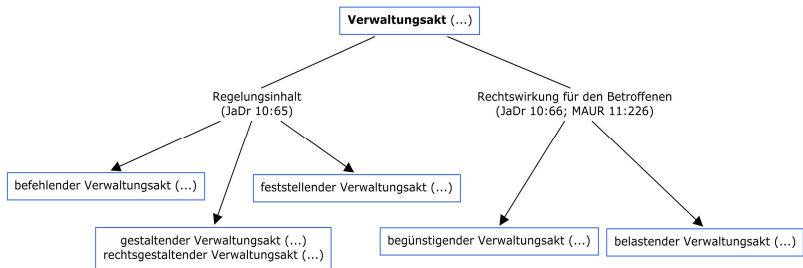 Verwaltungsakt (...)
Regelungsinhalt
(JaDr 10:65)
Rechtswirkung für den Betroffenen
(JaDr 10:66; MAUR 11:226)
befehlender Verwaltungsakt (...)
feststellender Verwaltungsakt (...)
gestaltender Verwaltungsakt (...)
rechtsgestaltender Verwaltungsakt (...)
begünstigender Verwaltungsakt (...)
belastender Verwaltungsakt (...)